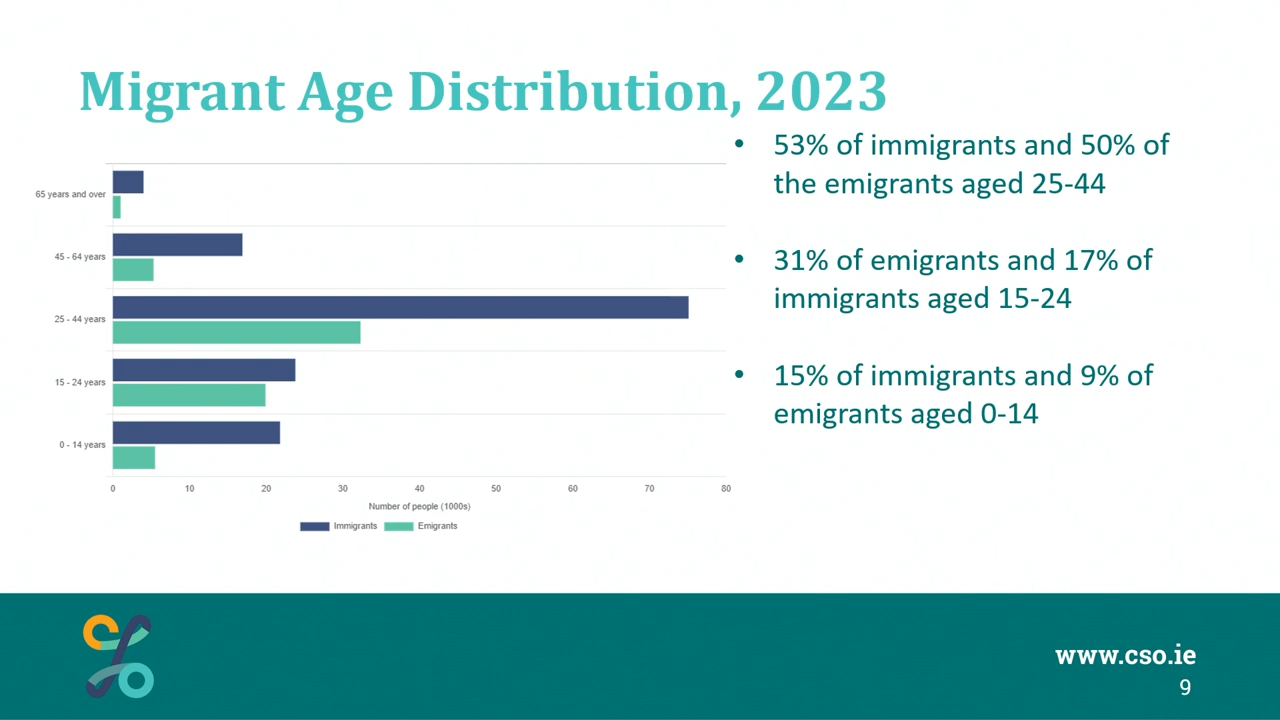 Migrant Age Distribution, 2023
65 years and over
45 - 64 years
25 - 44 years
15 - 24 years
0 - 14 years
0 10 20 30 40 50 60 70 80
Number of people (1000s)
Immigrants Emigrants
• 53% of immigrants and 50% of
the emigrants aged 25-44
• 31% of emigrants and 17% of
immigrants aged 15-24
• 15% of immigrants and 9% of
emigrants aged 0-14
www.cso.ie
9